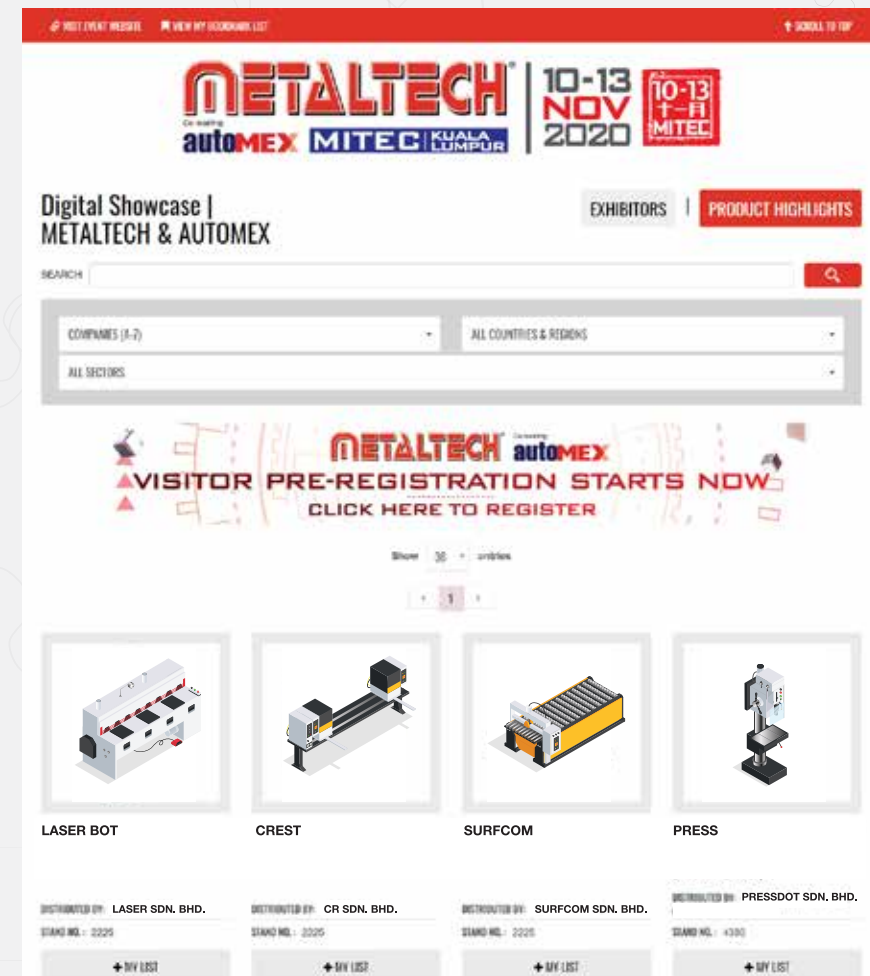 VISIT EVENT WEBSITE VIEW MY BOOKMARK LIST SCROLL TO TOP
METALTECH
Co-locating
autoMEX MITEC KUALA LUMPUR
10-13 NOV 2020
10-13 十一月 MITEC
Digital Showcase |
METALTECH & AUTOMEX
EXHIBITORS | PRODUCT HIGHLIGHTS
SEARCH
COMPANIES (A-Z) ALL COUNTRIES & REGIONS
ALL SECTORS
METALTECH autoMEX
VISITOR PRE-REGISTRATION STARTS NOW
CLICK HERE TO REGISTER
Show 36 entries
1
LASER BOT CREST SURFCOM PRESS
DISTRIBUTED BY: LASER SDN. BHD. DISTRIBUTED BY: CR SDN. BHD. DISTRIBUTED BY: SURFCOM SDN. BHD. DISTRIBUTED BY: PRESSDOT SDN. BHD.
STAND NO. : 2225 STAND NO. : 2225 STAND NO. : 2225 STAND NO. :
+ MY LIST + MY LIST + MY LIST + MY LIST